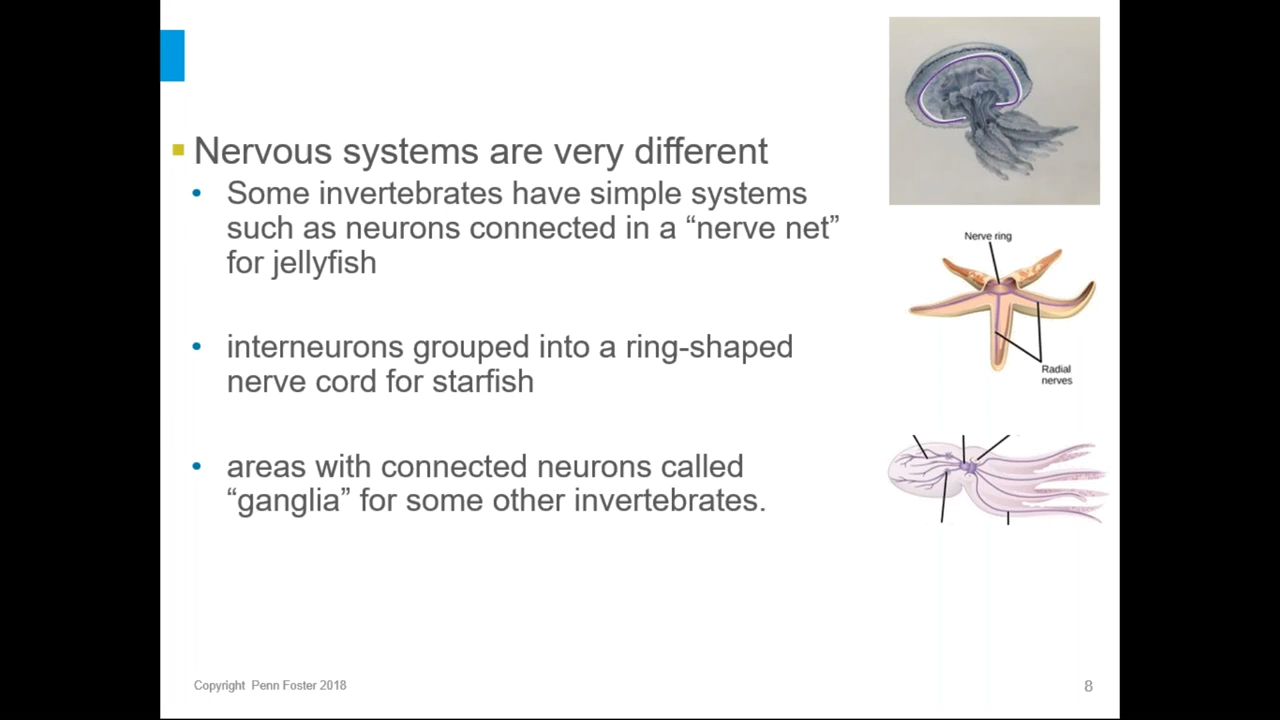 Nervous systems are very different
Some invertebrates have simple systems
such as neurons connected in a “nerve net”
for jellyfish
interneurons grouped into a ring-shaped
nerve cord for starfish
areas with connected neurons called
“ganglia” for some other invertebrates.
Nerve ring
Radial
nerves
Copyright Penn Foster 2018
8